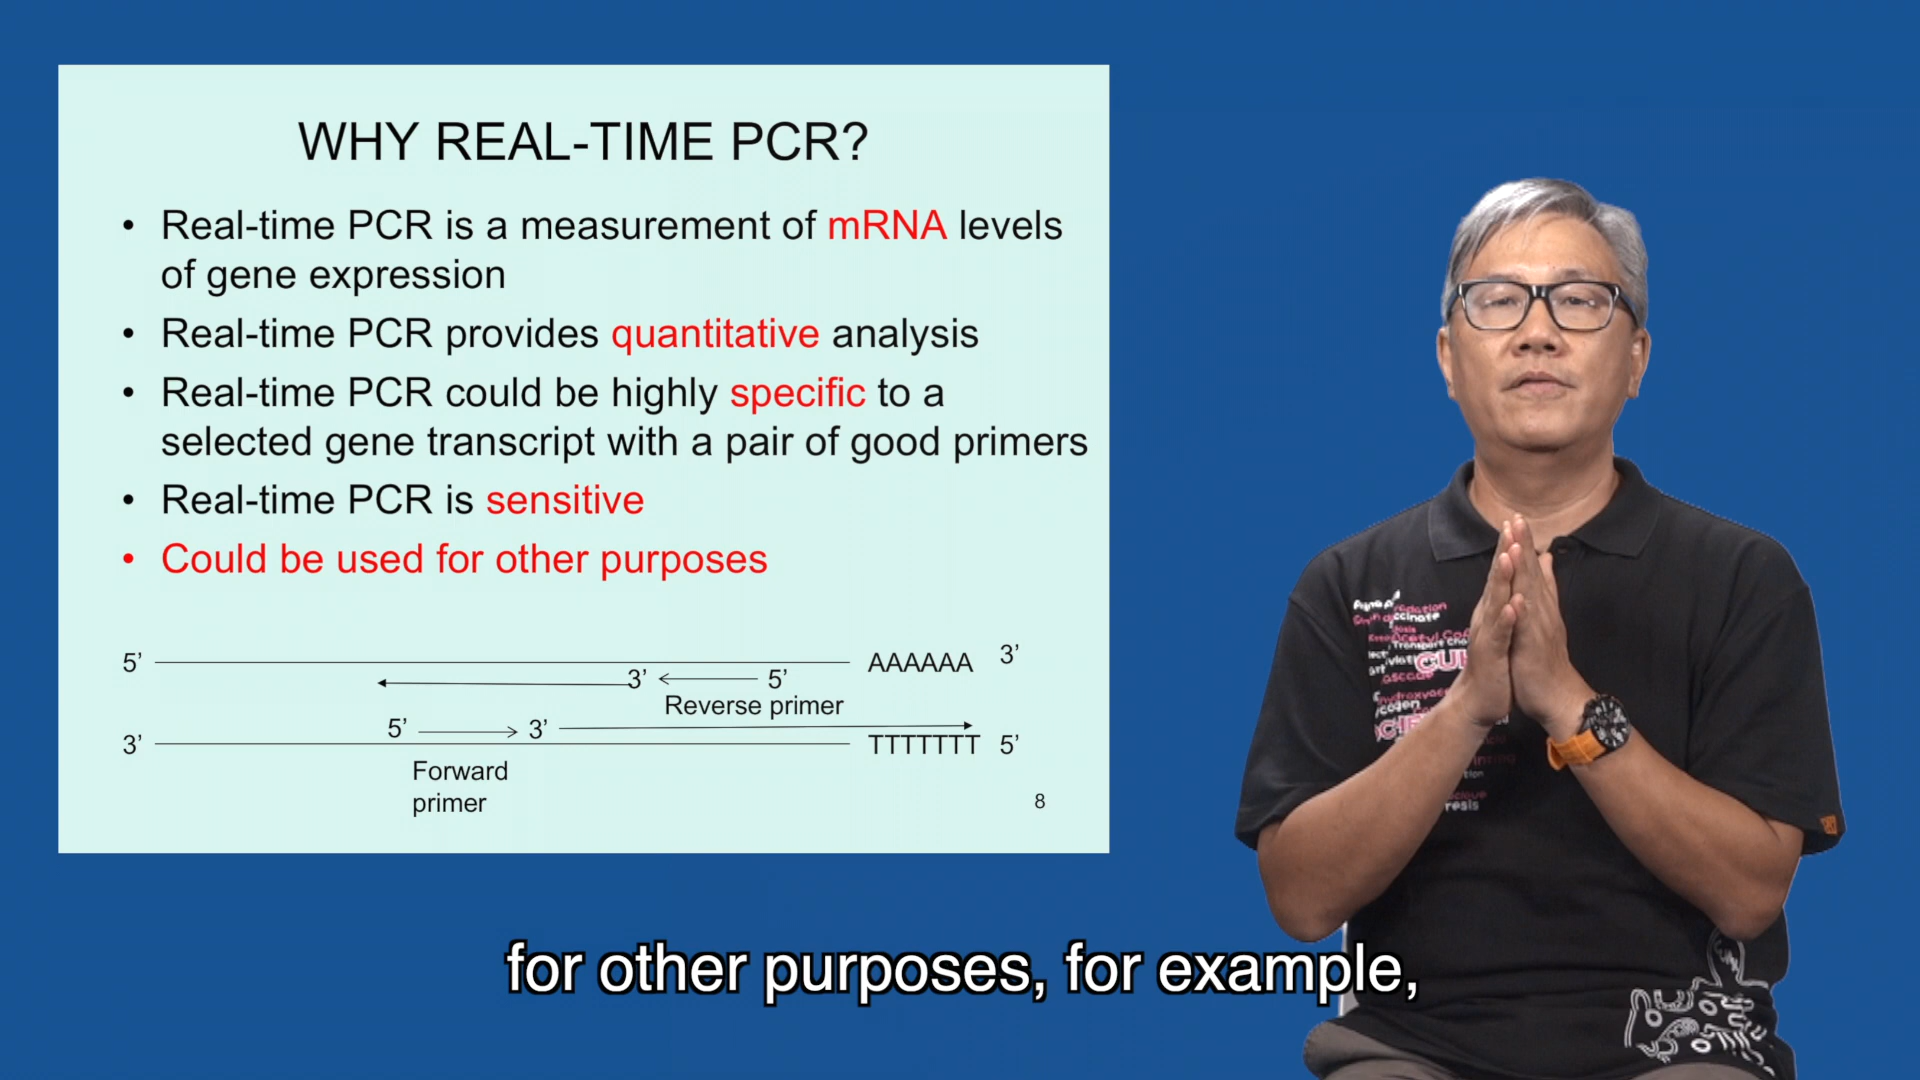 WHY REAL-TIME PCR?
• Real-time PCR is a measurement of mRNA levels
of gene expression
• Real-time PCR provides quantitative analysis
• Real-time PCR could be highly specific to a
selected gene transcript with a pair of good primers
• Real-time PCR is sensitive
• Could be used for other purposes
5’ AAAAAA 3’
3’ 5’
Reverse primer
5’ 3’
3’ TTTTTTT 5’
Forward
primer
8
for other purposes, for example,